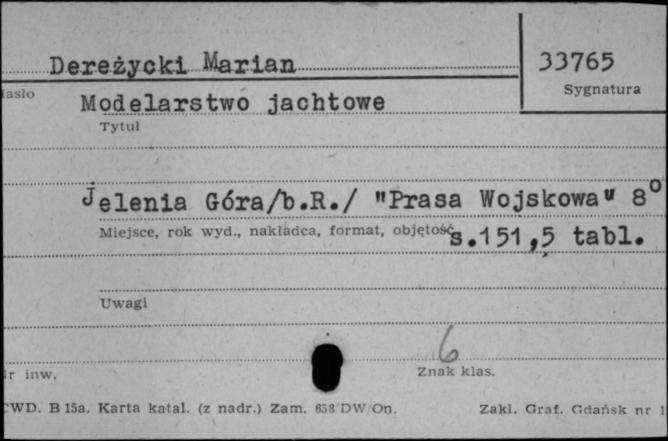 Dereżycki Marian
33765
Sygnatura
Modelarstwo jachtowe
Tytuł
Jelenia Góra/b.R./ "Prasa Wojskowa" 8°
Miejsce, rok wyd., nakładca, format, objętość
s.151,5 tabl.
Uwagi
6
inw.
Znak klas.
B 15a. Karta katal. (z nadr.) Zam. 658 DW/On.
Zakl. Graf. Gdańsk nr